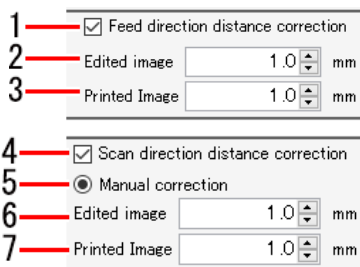 1 Feed direction distance correction
2 Edited image 1.0 mm
3 Printed Image 1.0 mm
4 Scan direction distance correction
5 Manual correction
6 Edited image 1.0 mm
7 Printed Image 1.0 mm